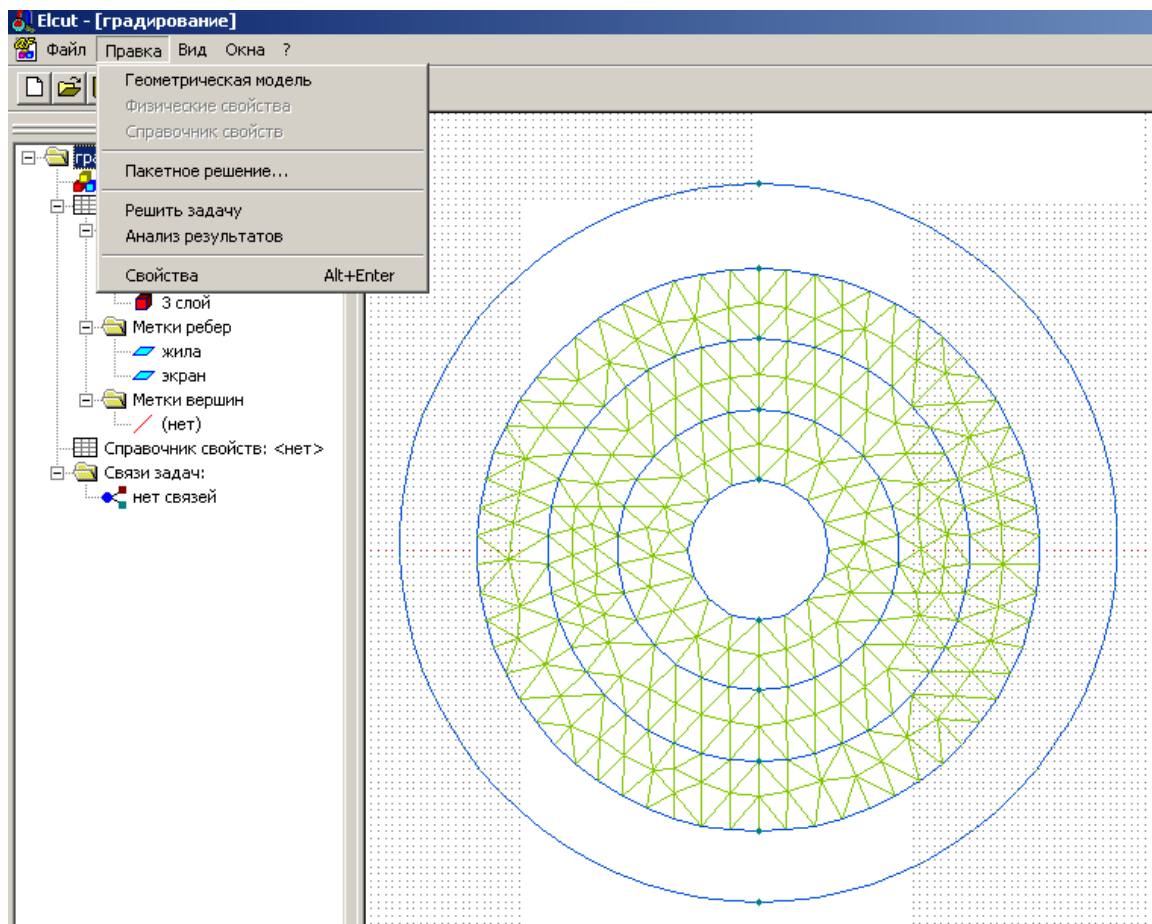 Elcut - [градирование]
Файл Правка Вид Окна ?
Геометрическая модель
Физические свойства
Справочник свойств
Пакетное решение...
Решить задачу
Анализ результатов
Свойства Alt+Enter
3 слой
Метки ребер
жила
экран
Метки вершин
(нет)
Справочник свойств: <нет>
Связи задач:
нет связей